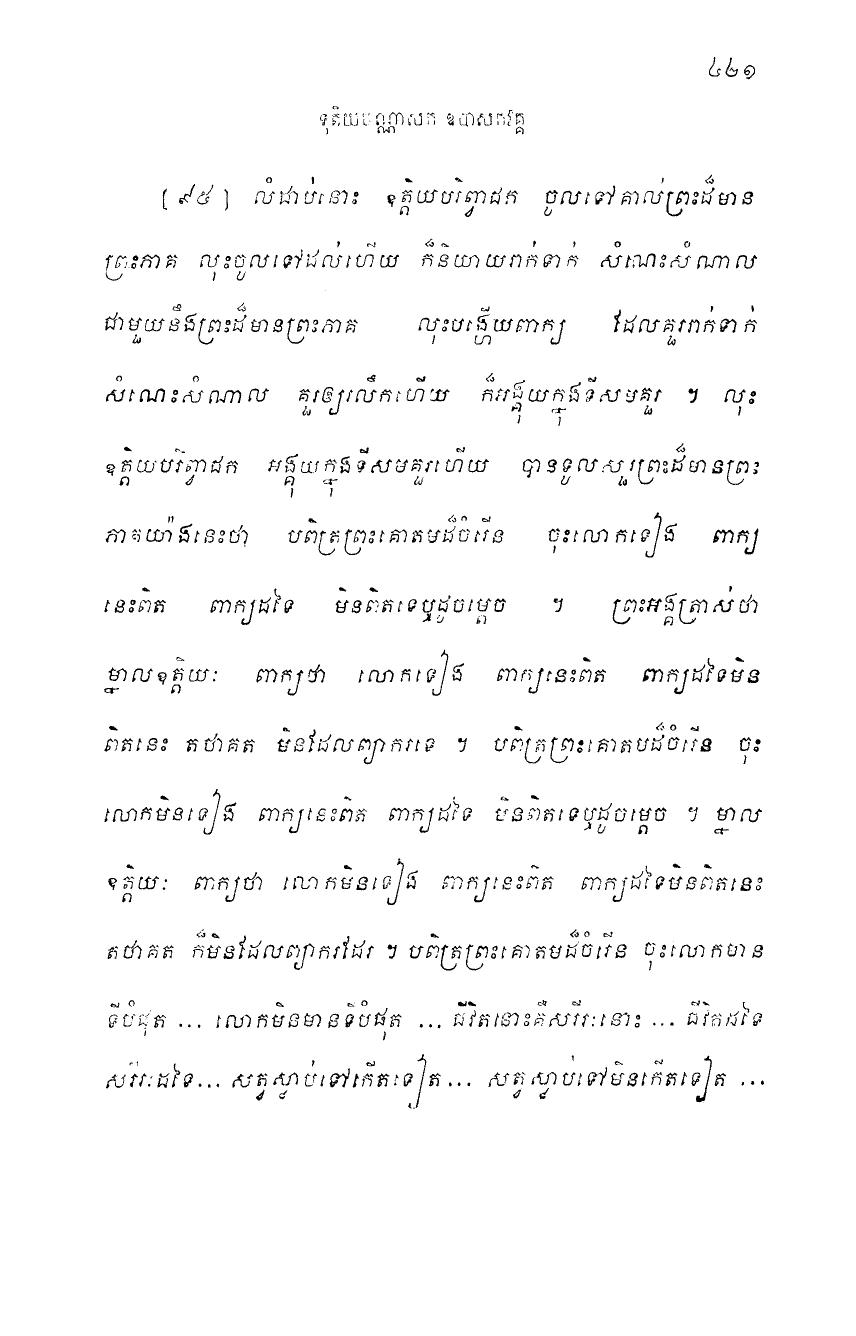 ៤២១
ទុតិយបណ្ណាសក ឧបាសកវគ្គ
[៩៥] លំដាប់នោះ ឧត្តិយបរិព្វាជក ចូលទៅគាល់ព្រះដ៏មាន
ព្រះភាគ លុះចូលទៅដល់ហើយ ក៏និយាយរាក់ទាក់ សំណេះសំណាល
ជាមួយនឹងព្រះដ៏មានព្រះភាគ លុះបង្ហើយពាក្យ ដែលគួររាក់ទាក់
សំណេះសំណាល គួរឲ្យរលឹកហើយ ក៏អង្គុយក្នុងទីសមគួរ ។ លុះ
ឧត្តិយបរិព្វាជក អង្គុយក្នុងទីសមគួរហើយ បានទូលសួរព្រះដ៏មានព្រះ
ភាគយ៉ាងនេះថា បពិត្រព្រះគោតមដ៏ចំរើន ចុះលោកទៀង ពាក្យ
នេះពិត ពាក្យដទៃ មិនពិតទេឬដូចម្តេច ។ ព្រះអង្គត្រាស់ថា
ម្នាលឧត្តិយៈ ពាក្យថា លោកទៀង ពាក្យនេះពិត ពាក្យដទៃមិន
ពិតនេះ តថាគត មិនដែលព្យាករទេ ។ បពិត្រព្រះគោតមដ៏ចំរើន ចុះ
លោកមិនទៀង ពាក្យនេះពិត ពាក្យដទៃ មិនពិតទេឬដូចម្តេច ។ ម្នាល
ឧត្តិយៈ ពាក្យថា លោកមិនទៀង ពាក្យនេះពិត ពាក្យដទៃមិនពិតនេះ
តថាគត ក៏មិនដែលព្យាករដែរ ។ បពិត្រព្រះគោតមដ៏ចំរើន ចុះលោកមាន
ទីបំផុត ... លោកមិនមានទីបំផុត ... ជីវិតនោះគឺសរីរៈនោះ ... ជីវិតដទៃ
សរីរៈដទៃ ... សត្វស្លាប់ទៅកើតទៀត ... សត្វស្លាប់ទៅមិនកើតទៀត ...